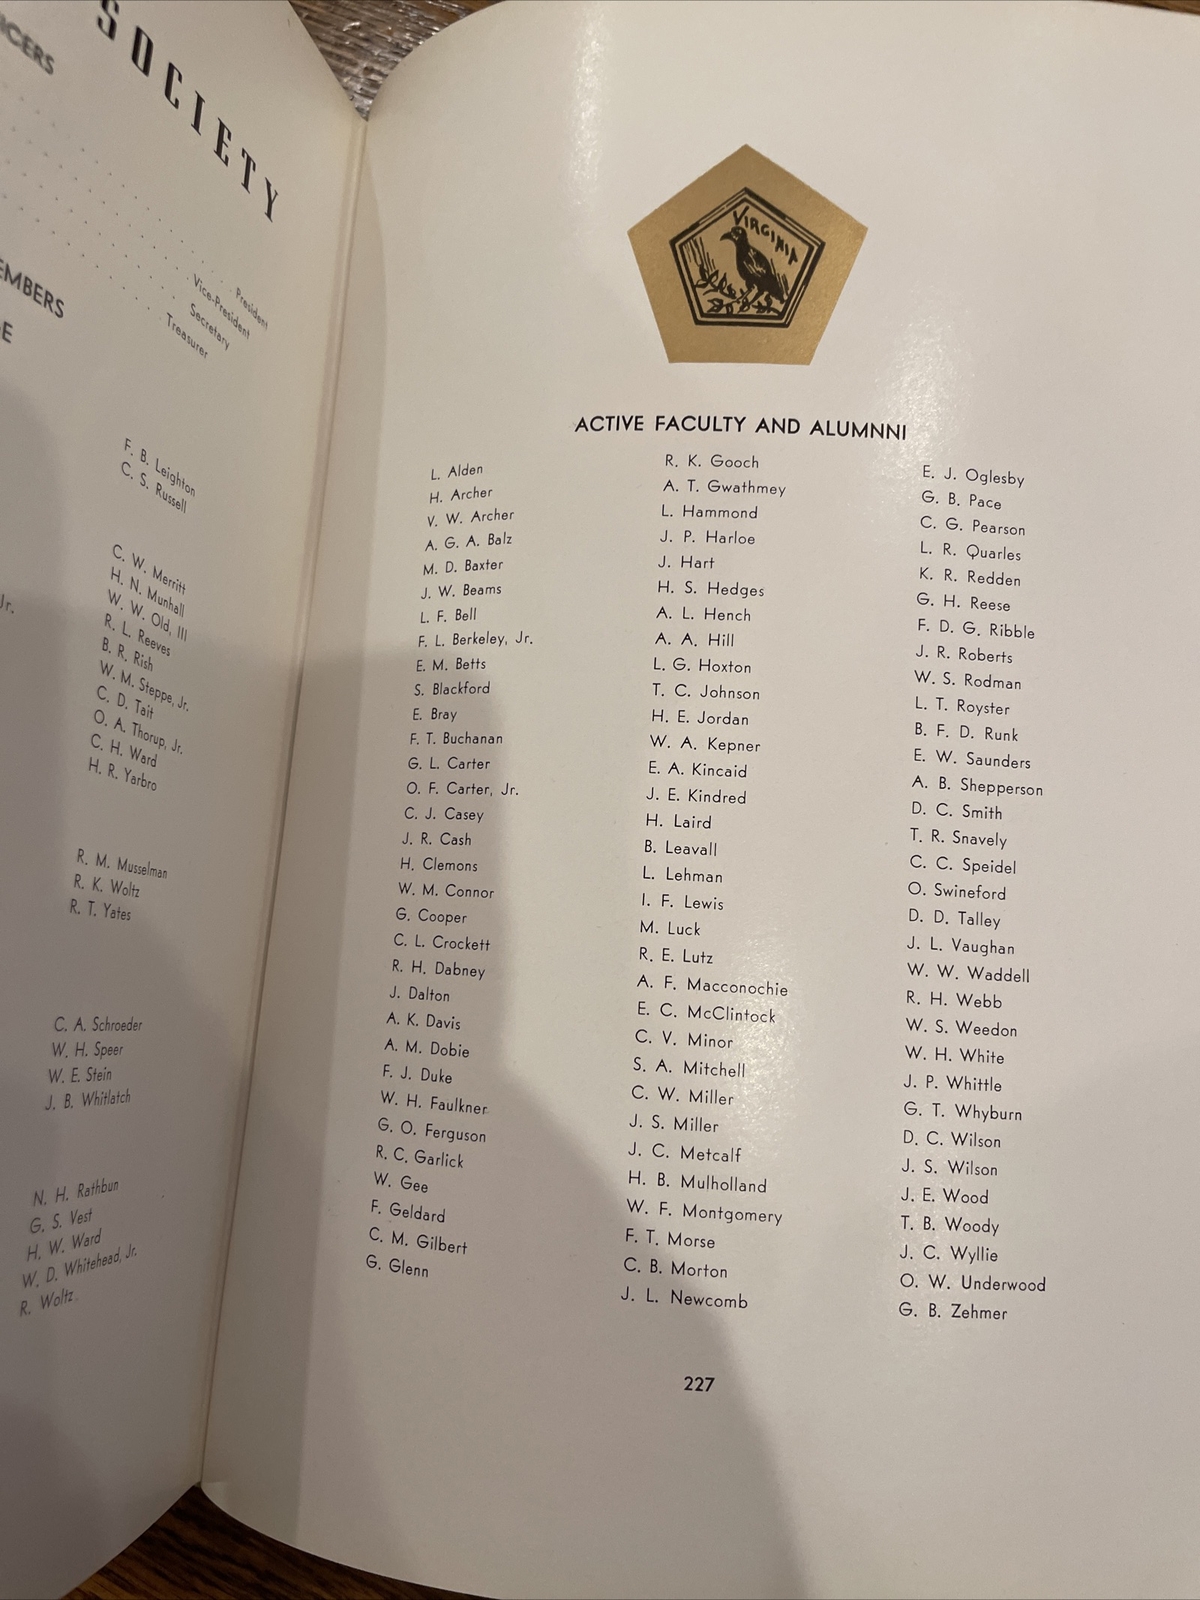 SOCIETY
President
Vice-President
Secretary
Treasurer
F. B. Leighton
C. S. Russell
C. W. Merritt
H. N. Munhall
W. W. Old, III
Jr.
R. L. Reeves
B. R. Rish
W. M. Steppe, Jr.
C. D. Tait
O. A. Thorup, Jr.
C. H. Ward
H. R. Yarbro
R. M. Musselman
R. K. Woltz
R. T. Yates
C. A. Schroeder
W. H. Speer
W. E. Stein
J. B. Whitlatch
N. H. Rathbun
G. S. Vest
H. W. Ward
W. D. Whitehead, Jr.
R. Woltz
VIRGINIA
ACTIVE FACULTY AND ALUMNNI
L. Alden
H. Archer
V. W. Archer
A. G. A. Balz
M. D. Baxter
J. W. Beams
L. F. Bell
F. L. Berkeley, Jr.
E. M. Betts
S. Blackford
E. Bray
F. T. Buchanan
G. L. Carter
O. F. Carter, Jr.
C. J. Casey
J. R. Cash
H. Clemons
W. M. Connor
G. Cooper
C. L. Crockett
R. H. Dabney
J. Dalton
A. K. Davis
A. M. Dobie
F. J. Duke
W. H. Faulkner
G. O. Ferguson
R. C. Garlick
W. Gee
F. Geldard
C. M. Gilbert
G. Glenn
R. K. Gooch
A. T. Gwathmey
L. Hammond
J. P. Harloe
J. Hart
H. S. Hedges
A. L. Hench
A. A. Hill
L. G. Hoxton
T. C. Johnson
H. E. Jordan
W. A. Kepner
E. A. Kincaid
J. E. Kindred
H. Laird
B. Leavall
L. Lehman
I. F. Lewis
M. Luck
R. E. Lutz
A. F. Macconochie
E. C. McClintock
C. V. Minor
S. A. Mitchell
C. W. Miller
J. S. Miller
J. C. Metcalf
H. B. Mulholland
W. F. Montgomery
F. T. Morse
C. B. Morton
J. L. Newcomb
E. J. Oglesby
G. B. Pace
C. G. Pearson
L. R. Quarles
K. R. Redden
G. H. Reese
F. D. G. Ribble
J. R. Roberts
W. S. Rodman
L. T. Royster
B. F. D. Runk
E. W. Saunders
A. B. Shepperson
D. C. Smith
T. R. Snavely
C. C. Speidel
O. Swineford
D. D. Talley
J. L. Vaughan
W. W. Waddell
R. H. Webb
W. S. Weedon
W. H. White
J. P. Whittle
G. T. Whyburn
D. C. Wilson
J. S. Wilson
J. E. Wood
T. B. Woody
J. C. Wyllie
O. W. Underwood
G. B. Zehmer
227